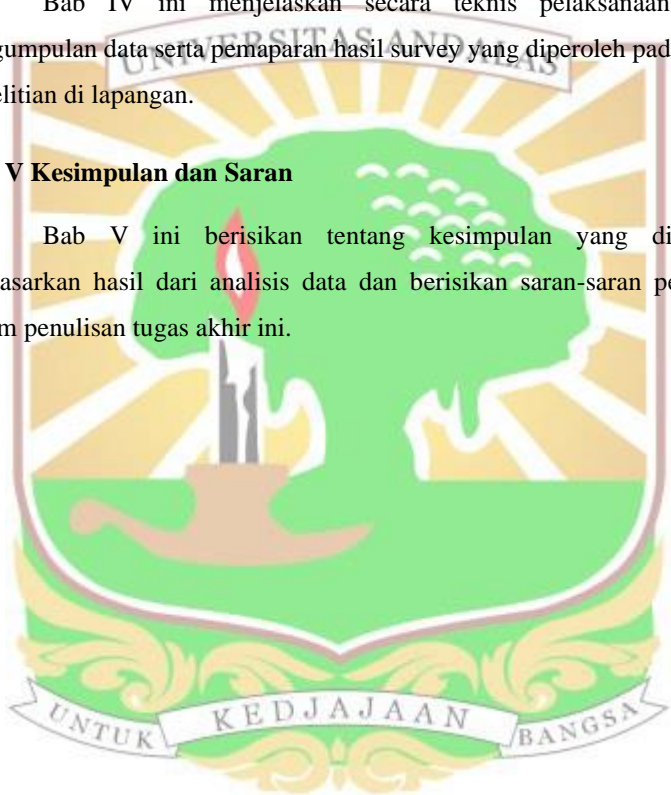 Bab IV ini menjelaskan secara teknis pelaksanaan
gumpulan data serta pemaparan hasil survey yang diperoleh pad
elitian di lapangan.
V Kesimpulan dan Saran
Bab V ini berisikan tentang kesimpulan yang di
asarkan hasil dari analisis data dan berisikan saran-saran pe
m penulisan tugas akhir ini.
UNIVERSITAS ANDALAS
UNTUK KEDJAJAAN BANGSA